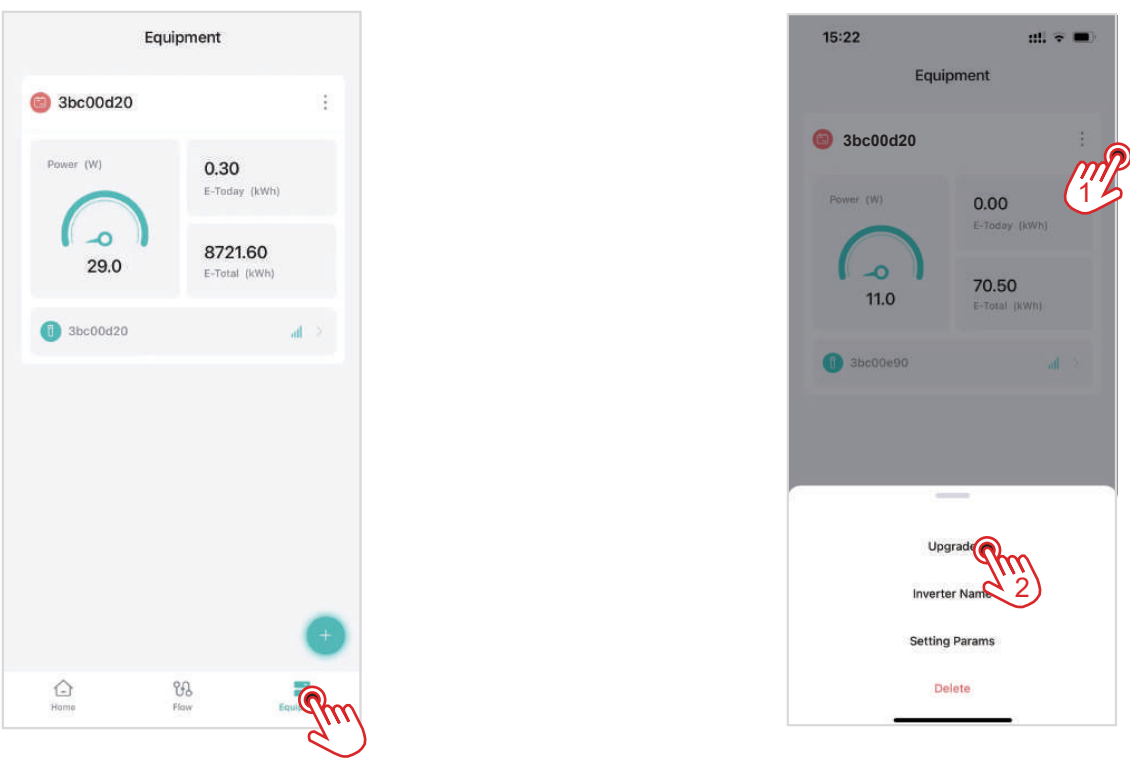 Equipment
3bc00d20
Power (W)
29.0
0.30
E-Today (kWh)
8721.60
E-Total (kWh)
3bc00d20
+
Home
Flow
15:22
Equipment
3bc00d20
1
Power (W)
11.0
0.00
E-Today (kWh)
70.50
E-Total (kWh)
3bc00e90
Upgrade
2
Inverter Name
Setting Params
Delete